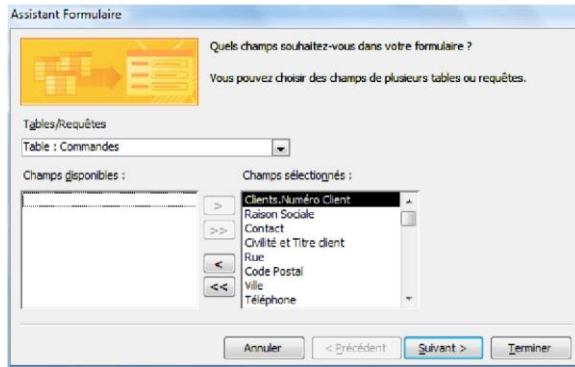 Assistant Formulaire
Quels champs souhaitez-vous dans votre formulaire ?
Vous pouvez choisir des champs de plusieurs tables ou requêtes.
Tables/Requêtes
Table : Commandes
Champs disponibles :
Champs sélectionnés :
>
>>
<
<<
Clients.Numéro Client
Raison Sociale
Contact
Civilité et Titre client
Rue
Code Postal
Ville
Téléphone
Annuler
< Précédent
Suivant >
Terminer